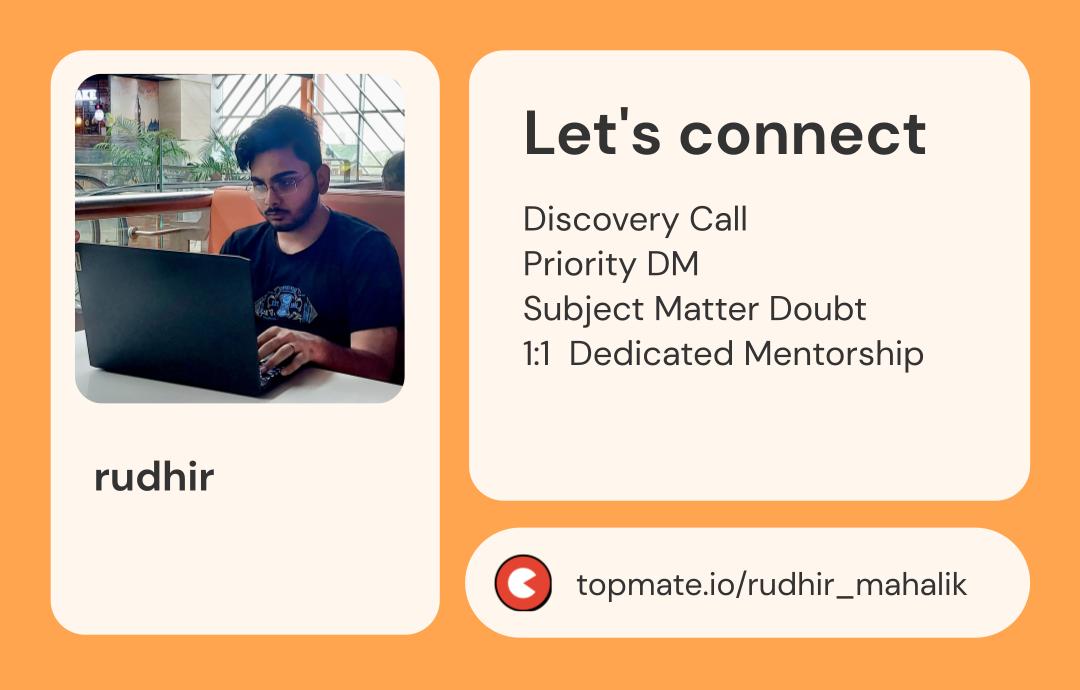 rudhir
Let's connect
Discovery Call
Priority DM
Subject Matter Doubt
1:1 Dedicated Mentorship
topmate.io/rudhir_mahalik